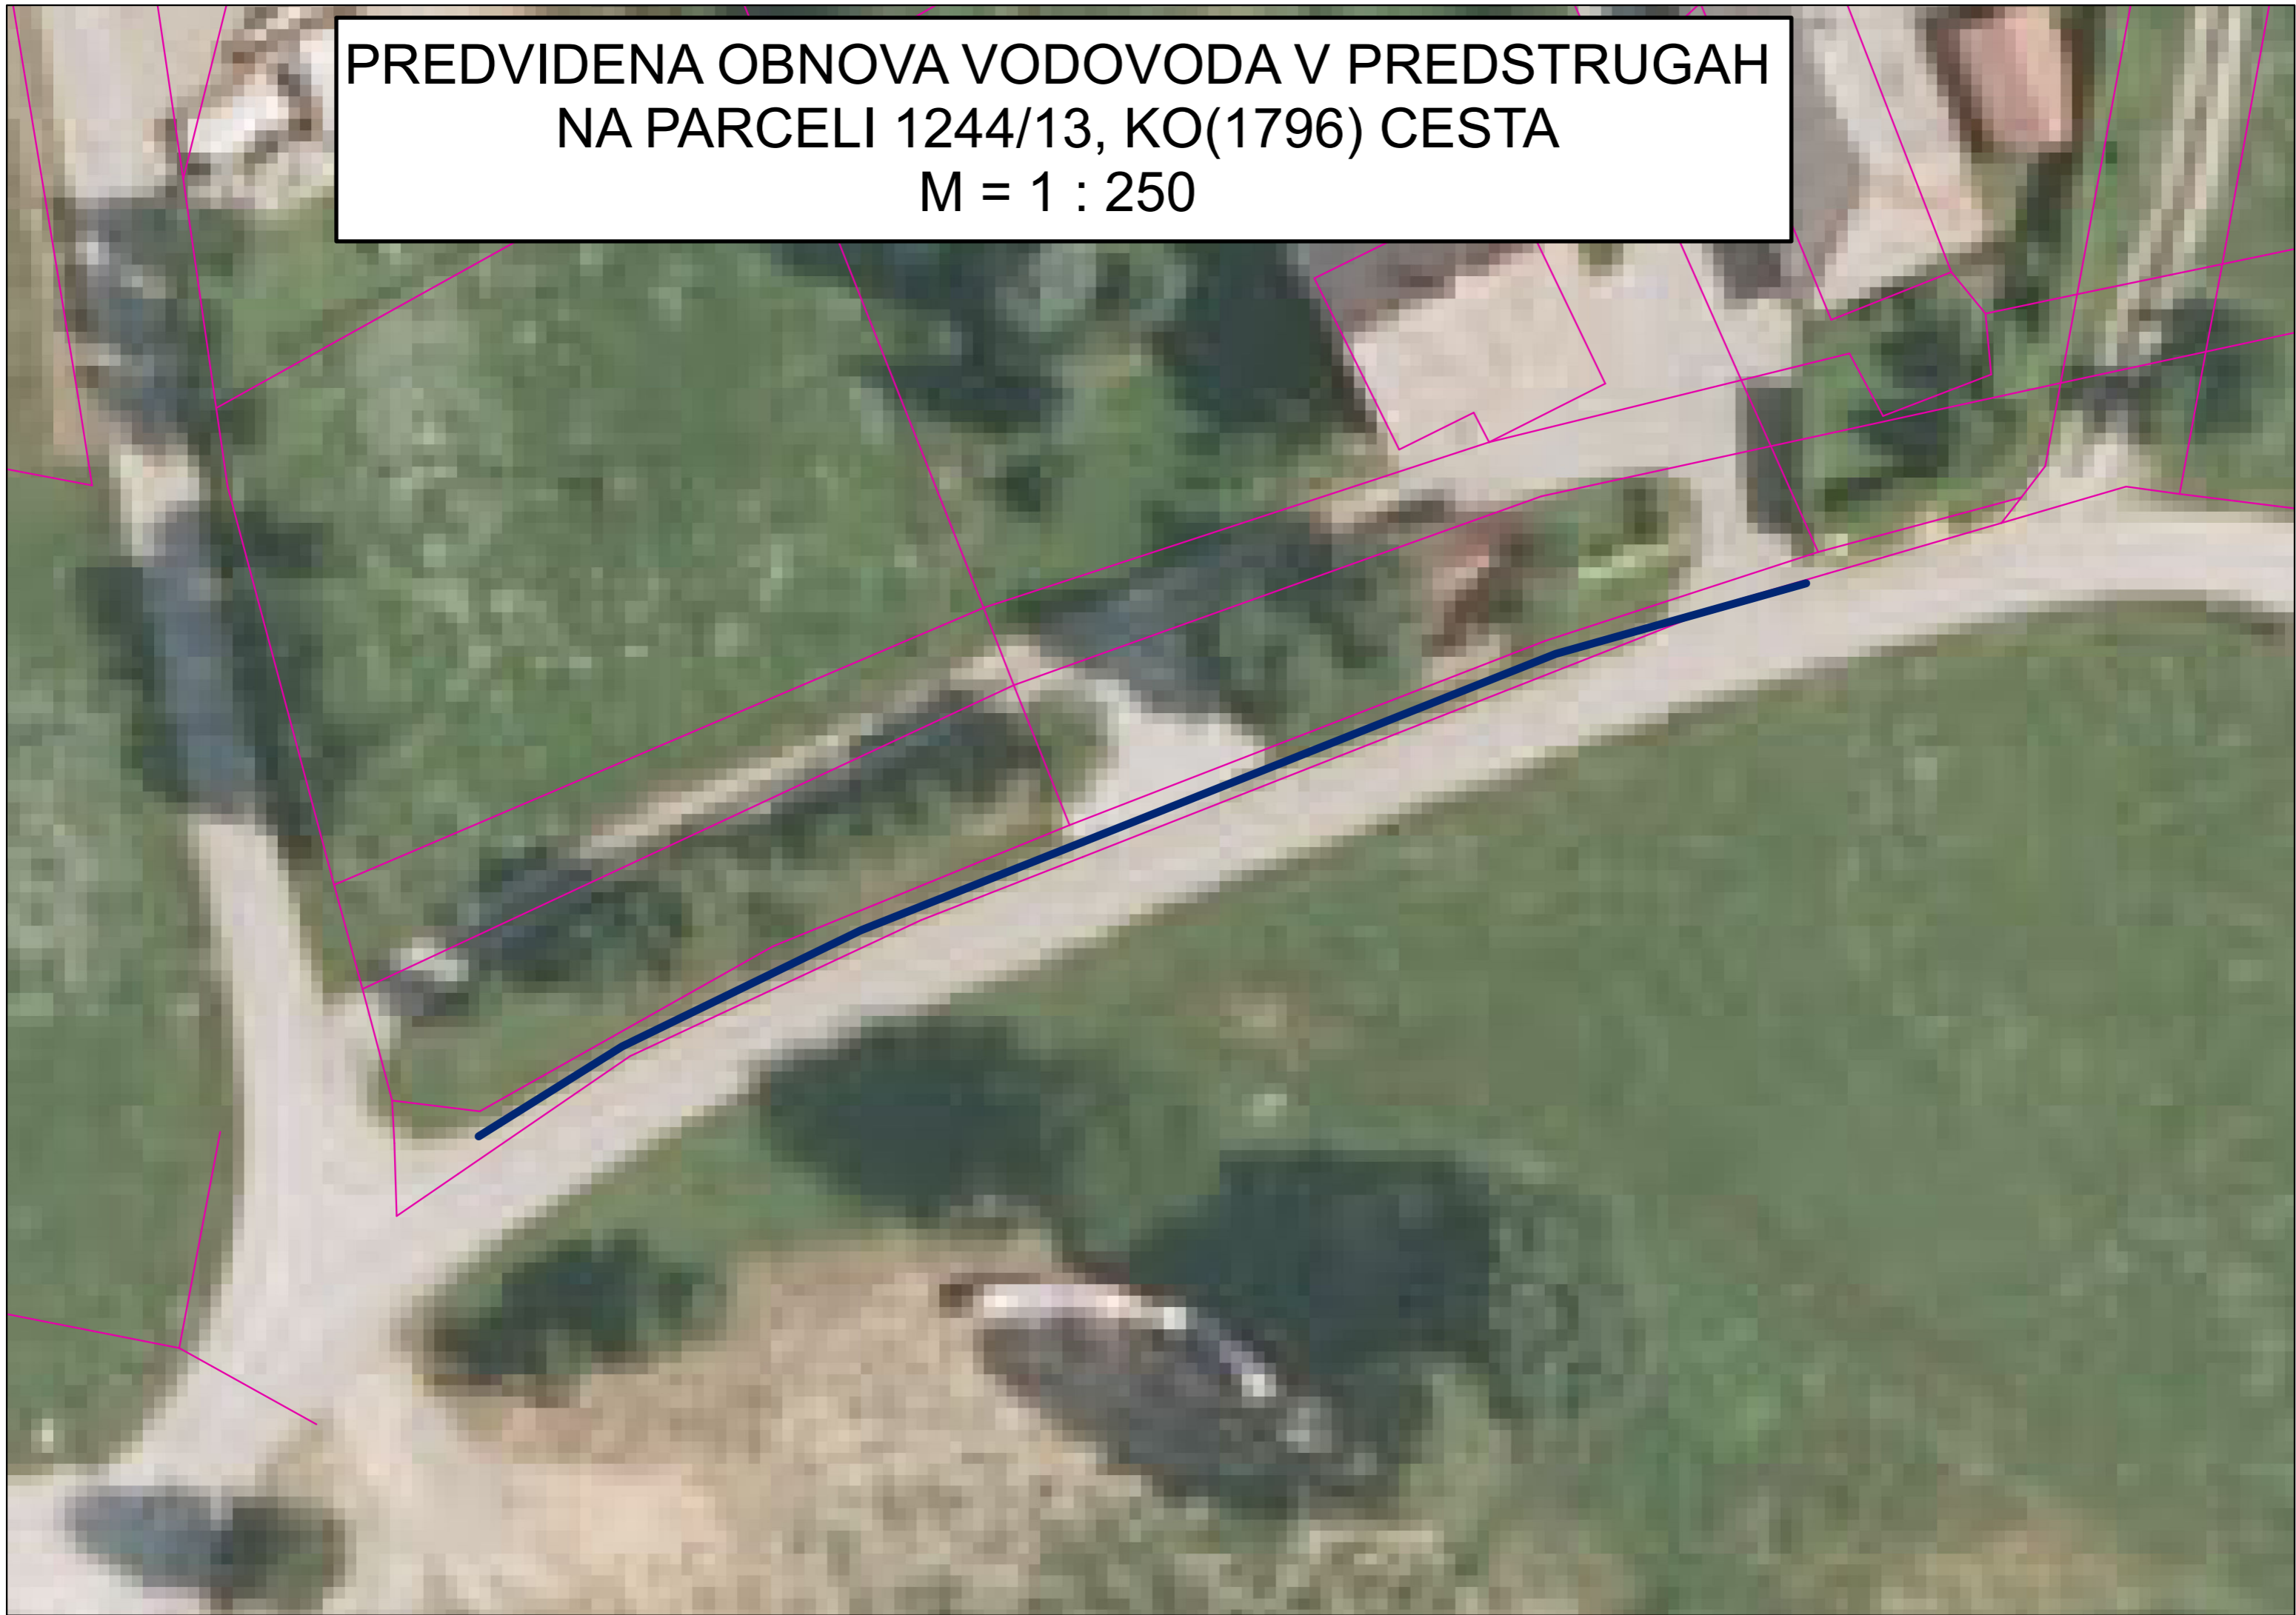 PREDVIDENA OBNOVA VODOVODA V PREDSTRUGAH
NA PARCELI 1244/13, KO(1796) CESTA
M = 1 : 250